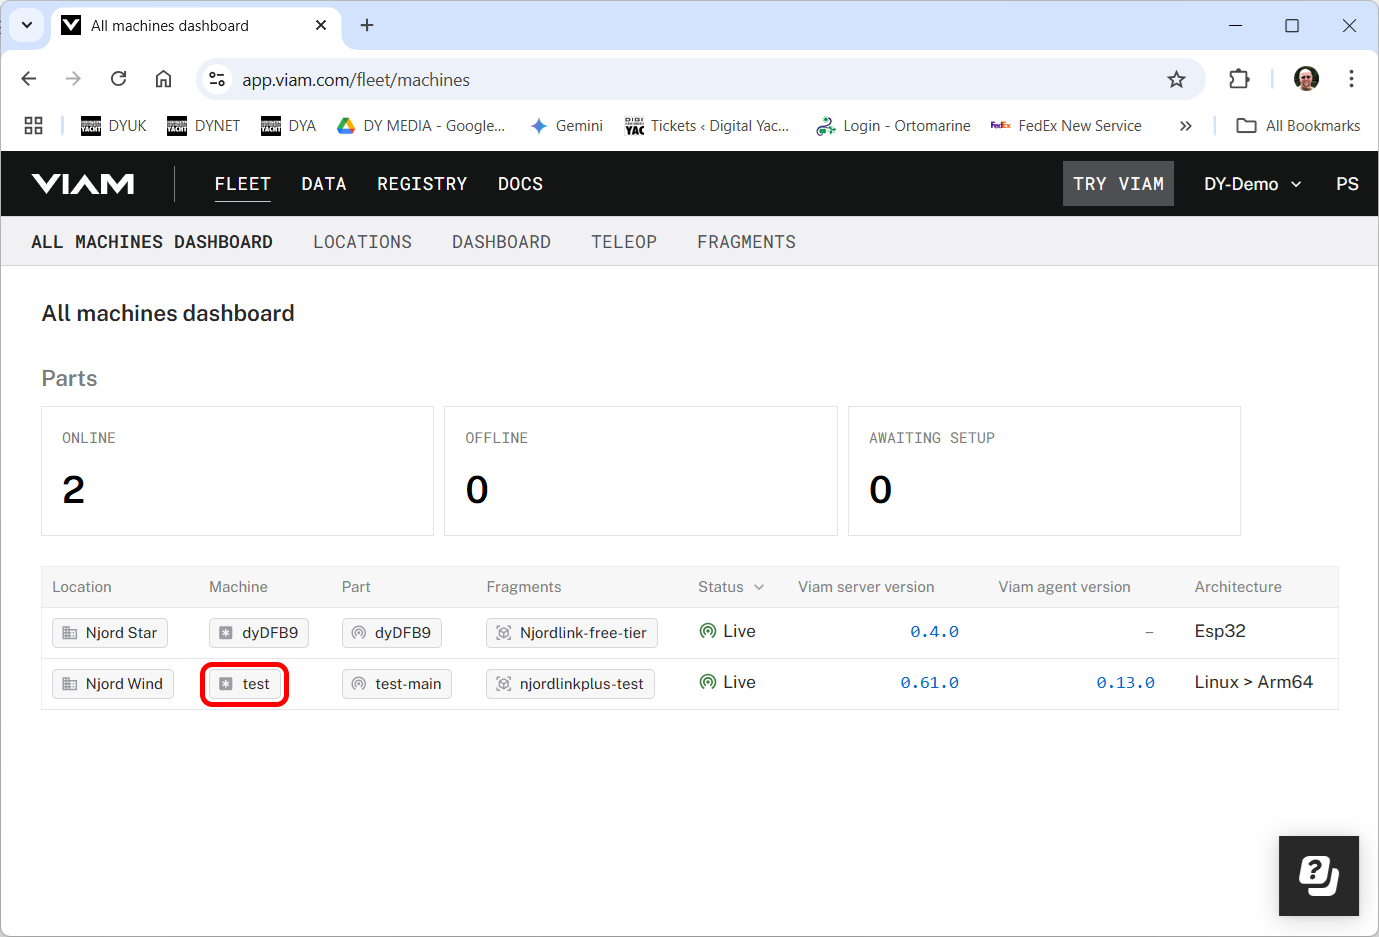 All machines dashboard
app.viam.com/fleet/machines
DYUK DYNET DYA DY MEDIA - Google... Gemini Tickets ‹ Digital Yac... Login - Ortomarine FedEx New Service » All Bookmarks
VIAM FLEET DATA REGISTRY DOCS TRY VIAM DY-Demo PS
ALL MACHINES DASHBOARD LOCATIONS DASHBOARD TELEOP FRAGMENTS
All machines dashboard
Parts
ONLINE OFFLINE AWAITING SETUP
2 0 0
Location Machine Part Fragments Status Viam server version Viam agent version Architecture
Njord Star dyDFB9 dyDFB9 Njordlink-free-tier Live 0.4.0 – Esp32
Njord Wind test test-main njordlinkplus-test Live 0.61.0 0.13.0 Linux > Arm64